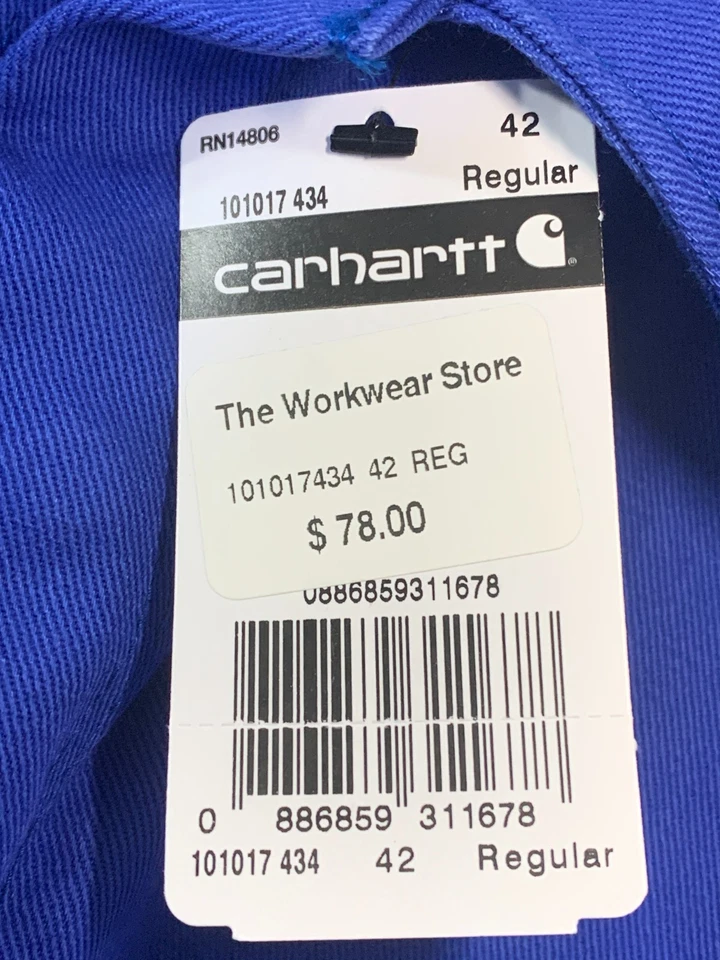 RN14806
42
Regular
101017 434
carhartt
The Workwear Store
101017434 42 REG
$ 78.00
0886859311678
0 886859 311678
101017 434 42 Regular